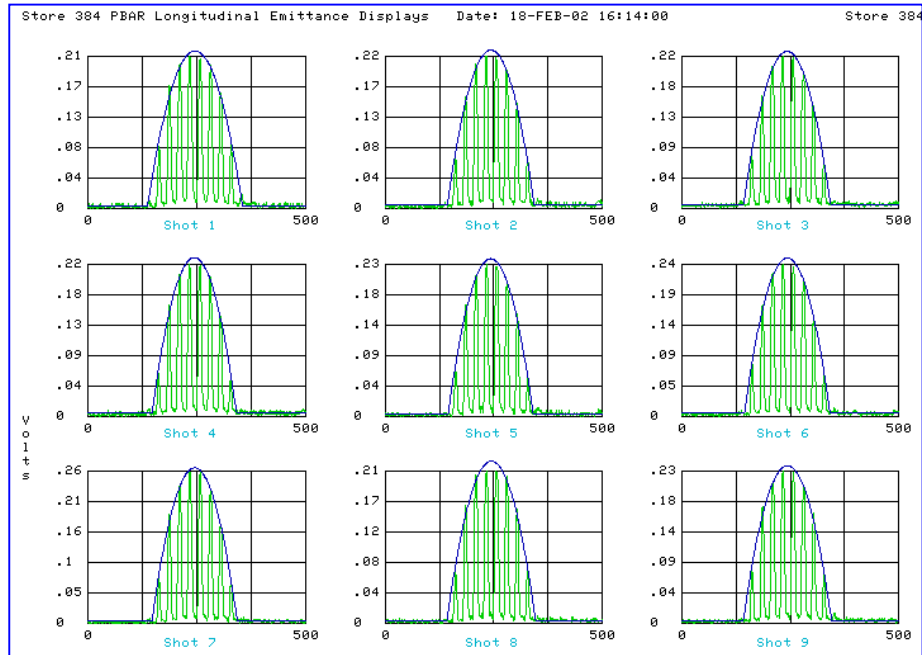 Store 384 PBAR Longitudinal Emittance Displays Date: 18-FEB-02 16:14:00 Store 384
.21 .22 .22
.17 .17 .17
.13 .13 .13
.08 .09 .09
.04 .04 .04
0 0 0
0 500 0 500 0 500
Shot 1 Shot 2 Shot 3
.22 .23 .24
.18 .18 .19
.13 .14 .14
.09 .09 .09
.04 .04 .05
0 0 0
0 500 0 500 0 500
Shot 4 Shot 5 Shot 6
Volts
.26 .21 .23
.21 .17 .18
.16 .12 .14
.1 .08 .09
.05 .04 .04
0 0 0
0 500 0 500 0 500
Shot 7 Shot 8 Shot 9